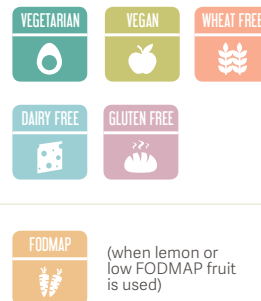 VEGETARIAN
VEGAN
WHEAT FREE
DAIRY FREE
GLUTEN FREE
FODMAP
(when lemon or
low FODMAP fruit
is used)